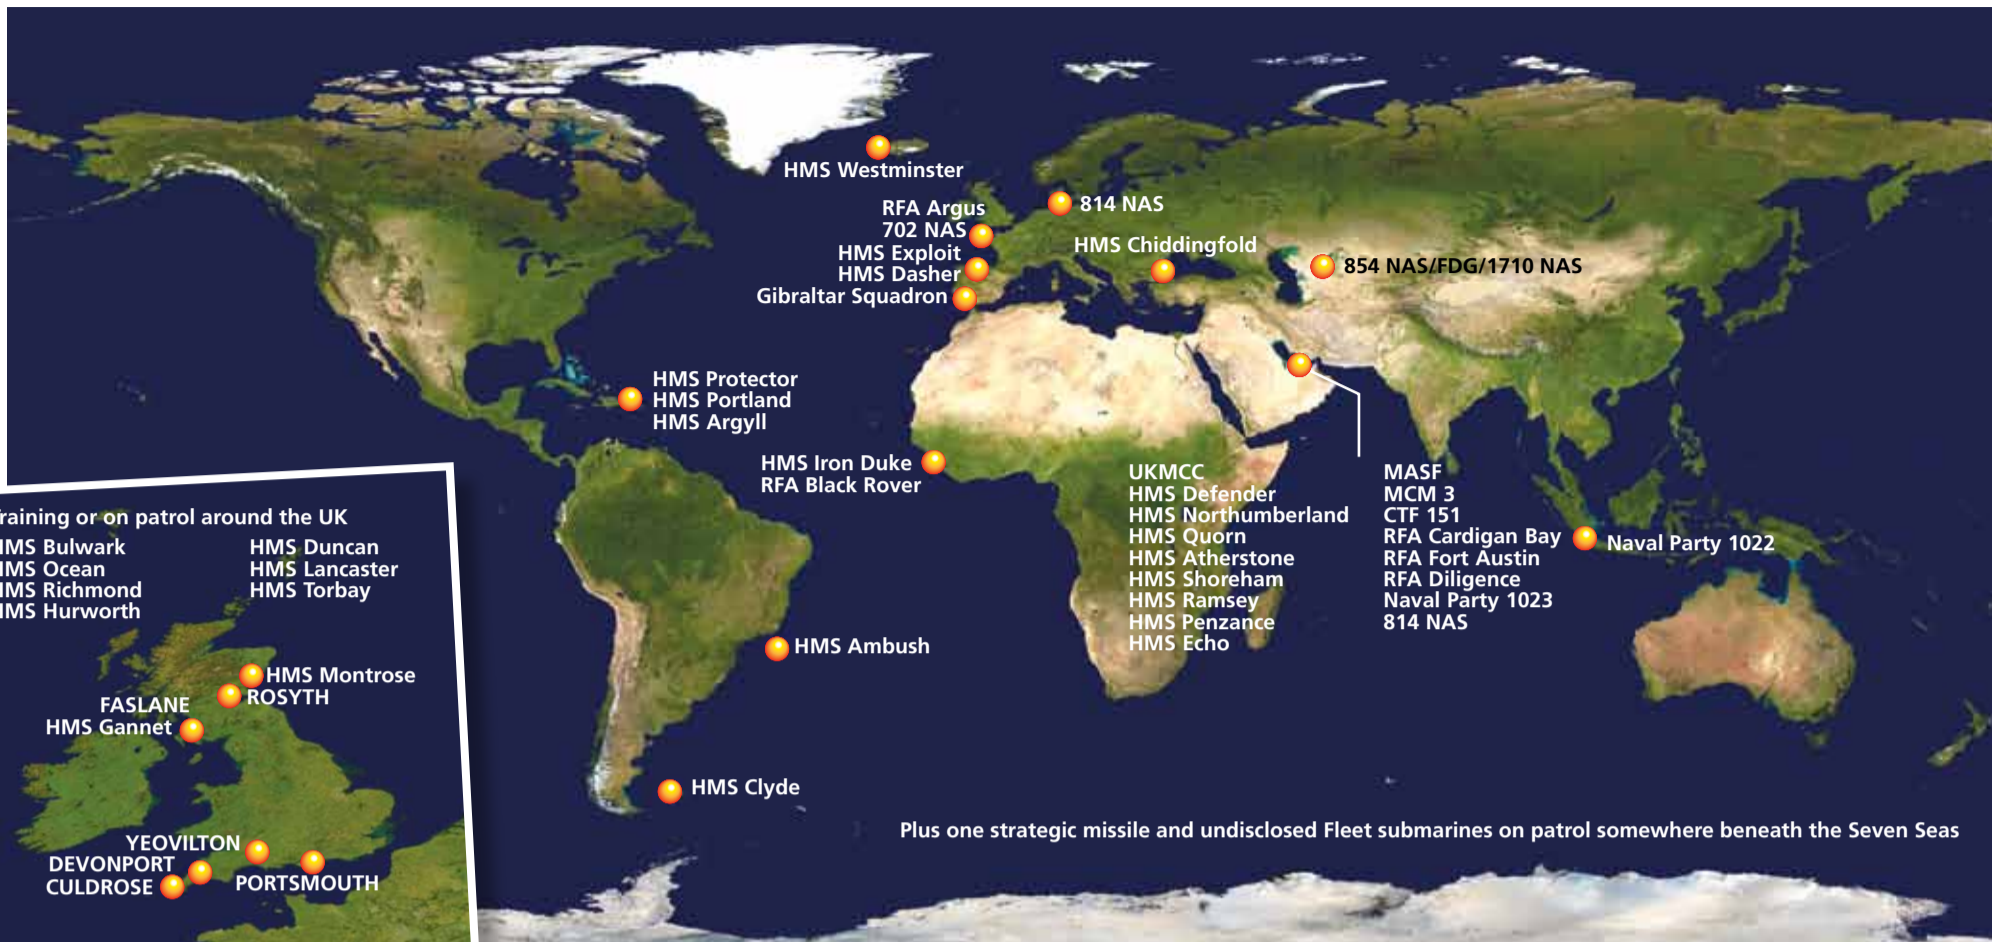 HMS Westminster
814 NAS
RFA Argus
702 NAS
HMS Exploit
HMS Dasher
Gibraltar Squadron
HMS Chiddingfold
854 NAS/FDG/1710 NAS
HMS Protector
HMS Portland
HMS Argyll
HMS Iron Duke
RFA Black Rover
UKMCC
HMS Defender
HMS Northumberland
HMS Quorn
HMS Atherstone
HMS Shoreham
HMS Ramsey
HMS Penzance
HMS Echo
MASF
MCM 3
CTF 151
RFA Cardigan Bay
RFA Fort Austin
RFA Diligence
Naval Party 1023
814 NAS
Naval Party 1022
HMS Ambush
HMS Clyde
Plus one strategic missile and undisclosed Fleet submarines on patrol somewhere beneath the Seven Seas
raining or on patrol around the UK
HMS Bulwark
HMS Ocean
HMS Richmond
HMS Hurworth
HMS Duncan
HMS Lancaster
HMS Torbay
HMS Montrose
ROSYTH
FASLANE
HMS Gannet
YEOVILTON
DEVONPORT
CULDROSE
PORTSMOUTH